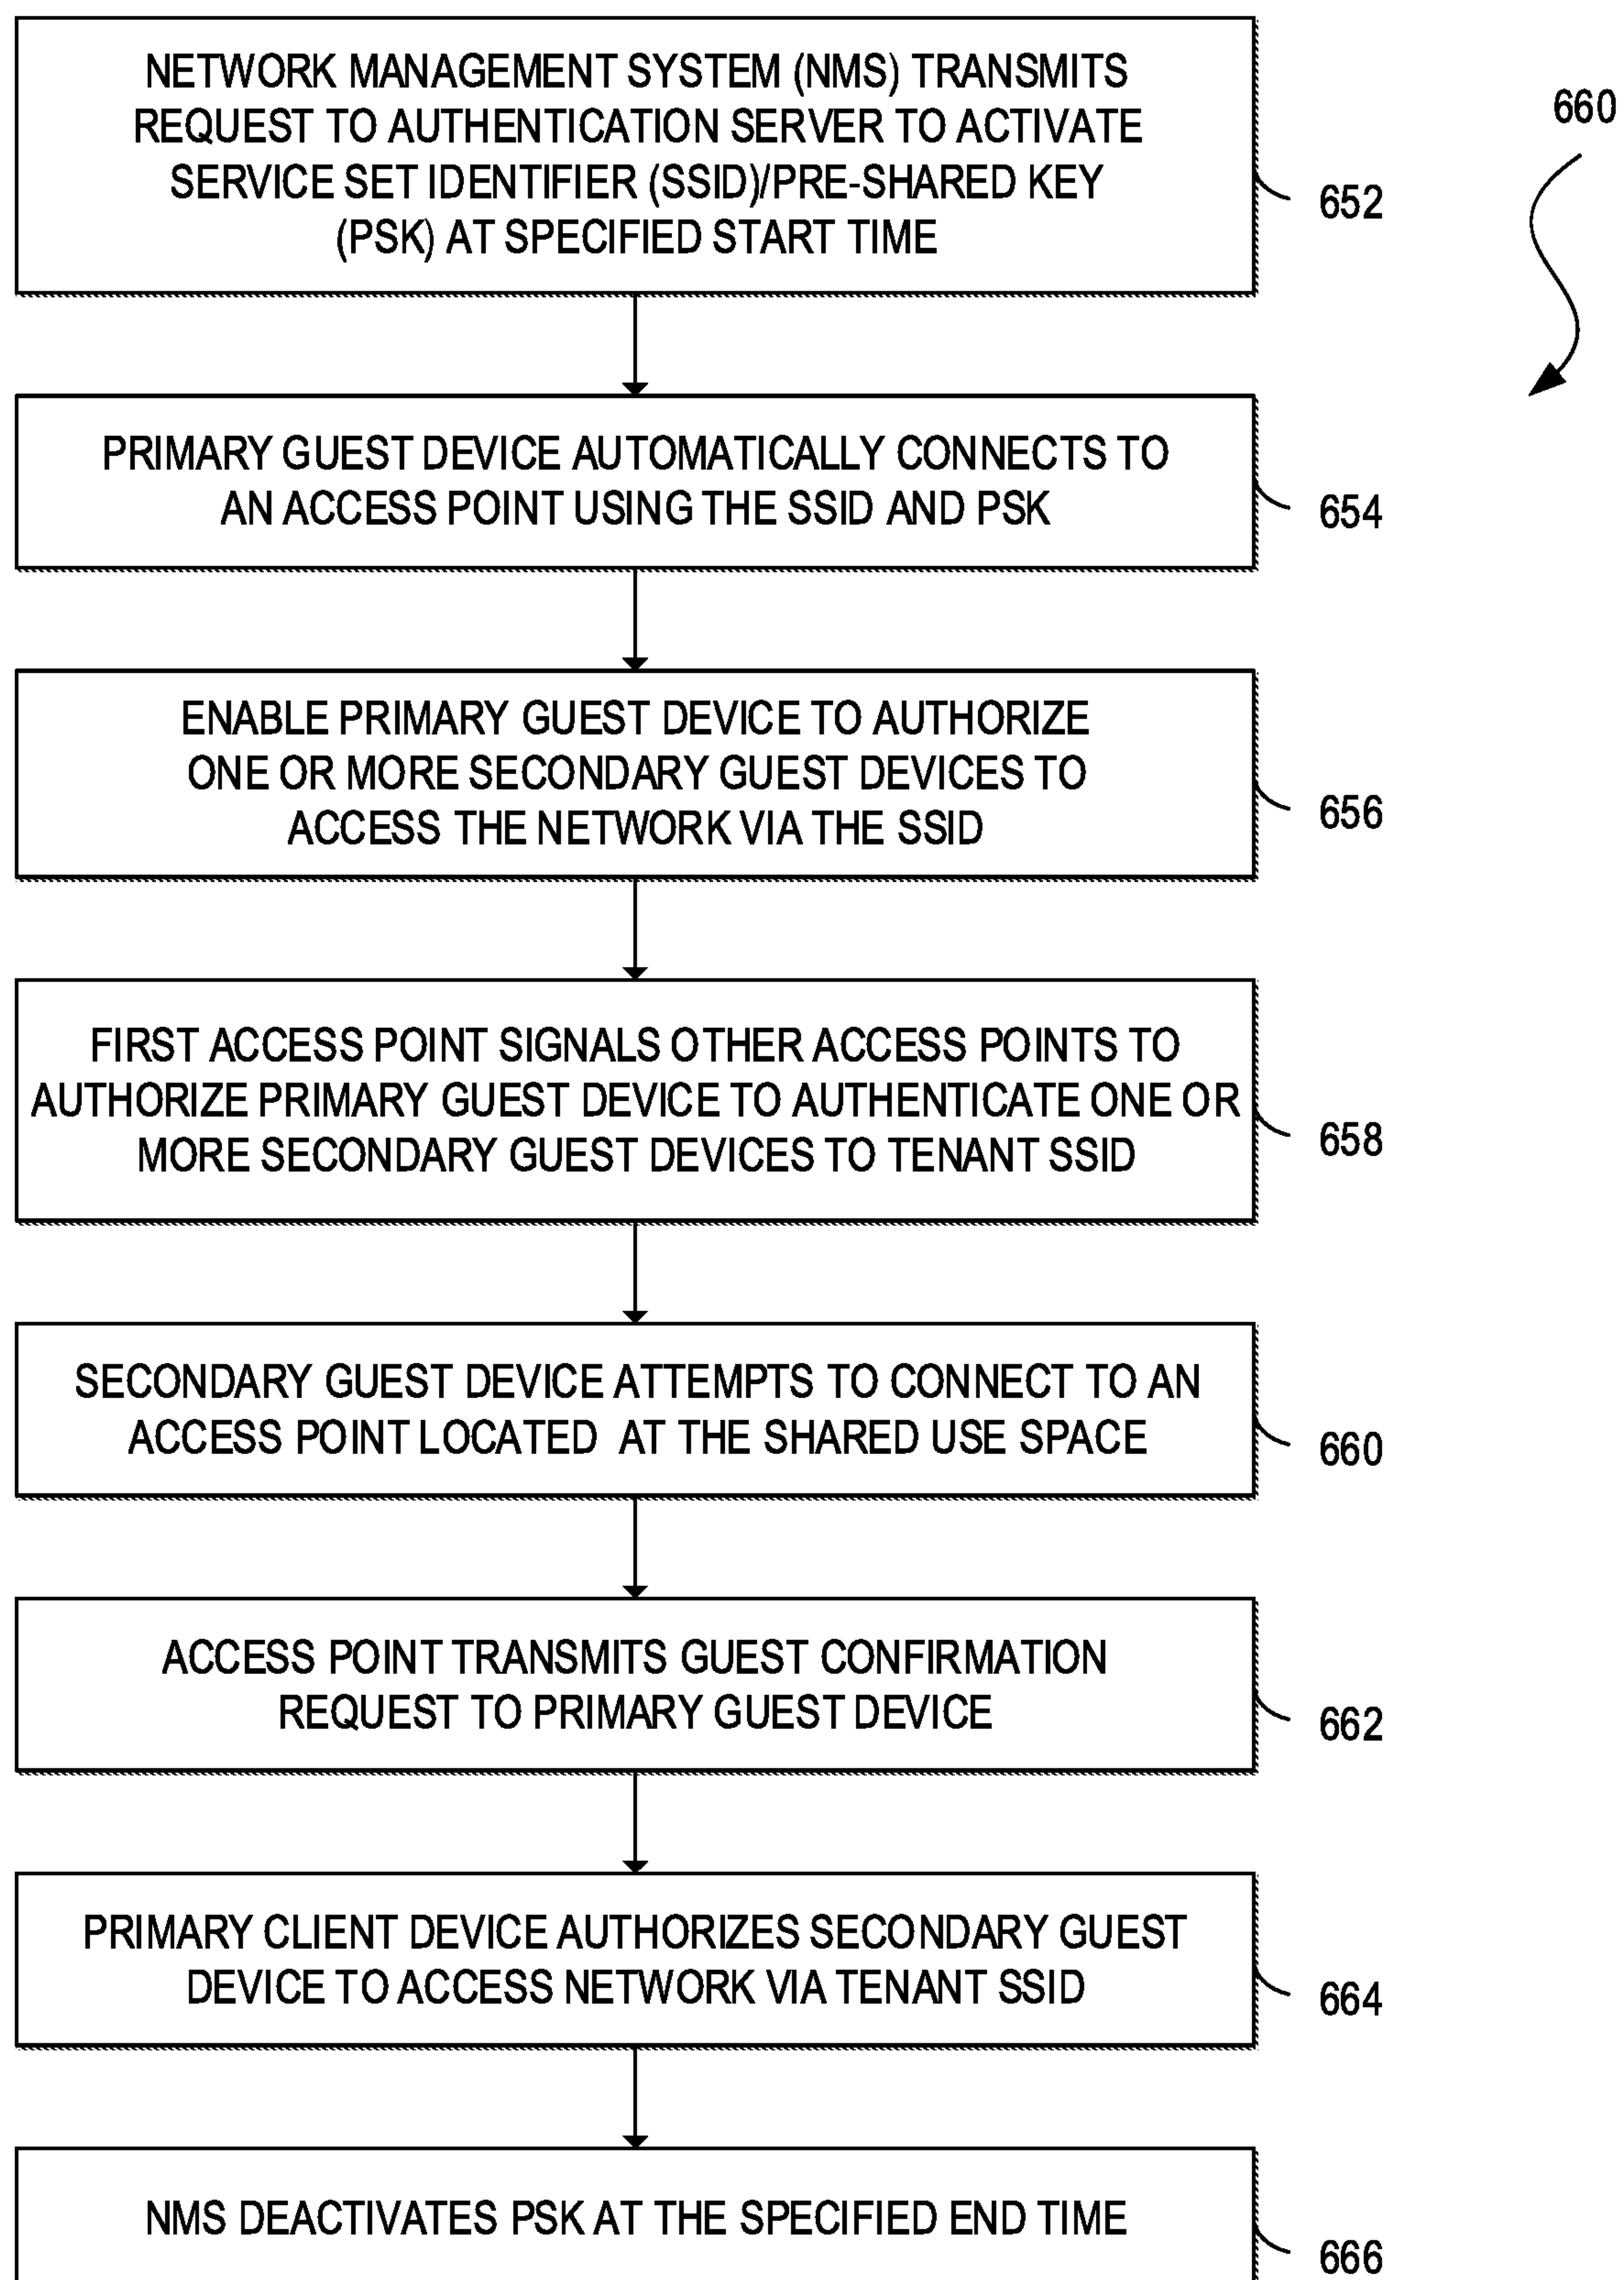 NETWORK MANAGEMENT SYSTEM (NMS) TRANSMITS
REQUEST TO AUTHENTICATION SERVER TO ACTIVATE
SERVICE SET IDENTIFIER (SSID)/PRE-SHARED KEY
(PSK) AT SPECIFIED START TIME
652
660
PRIMARY GUEST DEVICE AUTOMATICALLY CONNECTS TO
AN ACCESS POINT USING THE SSID AND PSK
654
ENABLE PRIMARY GUEST DEVICE TO AUTHORIZE
ONE OR MORE SECONDARY GUEST DEVICES TO
ACCESS THE NETWORK VIA THE SSID
656
FIRST ACCESS POINT SIGNALS OTHER ACCESS POINTS TO
AUTHORIZE PRIMARY GUEST DEVICE TO AUTHENTICATE ONE OR
MORE SECONDARY GUEST DEVICES TO TENANT SSID
658
SECONDARY GUEST DEVICE ATTEMPTS TO CONNECT TO AN
ACCESS POINT LOCATED AT THE SHARED USE SPACE
660
ACCESS POINT TRANSMITS GUEST CONFIRMATION
REQUEST TO PRIMARY GUEST DEVICE
662
PRIMARY CLIENT DEVICE AUTHORIZES SECONDARY GUEST
DEVICE TO ACCESS NETWORK VIA TENANT SSID
664
NMS DEACTIVATES PSK AT THE SPECIFIED END TIME
666